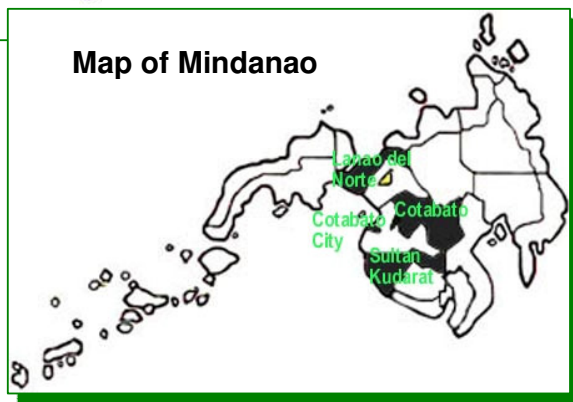 Map of Mindanao
Lanao del
Norte
Cotabato
Cotabato
City
Sultan
Kudarat